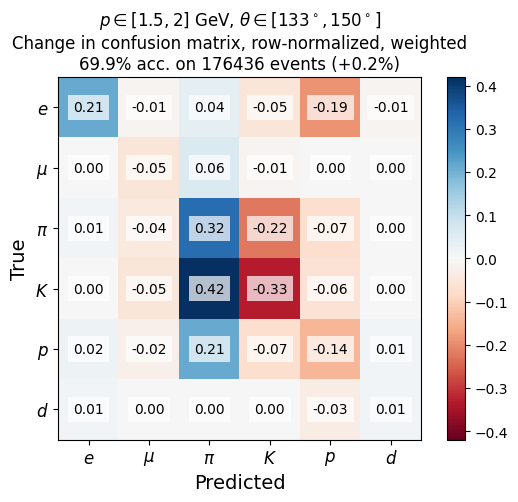 p ∈ [1.5, 2] GeV, θ ∈ [133°, 150°]
Change in confusion matrix, row-normalized, weighted
69.9% acc. on 176436 events (+0.2%)
e 0.21 -0.01 0.04 -0.05 -0.19 -0.01
μ 0.00 -0.05 0.06 -0.01 0.00 0.00
π 0.01 -0.04 0.32 -0.22 -0.07 0.00
K 0.00 -0.05 0.42 -0.33 -0.06 0.00
p 0.02 -0.02 0.21 -0.07 -0.14 0.01
d 0.01 0.00 0.00 0.00 -0.03 0.01
e μ π K p d
True
Predicted
0.4
0.3
0.2
0.1
0.0
−0.1
−0.2
−0.3
−0.4